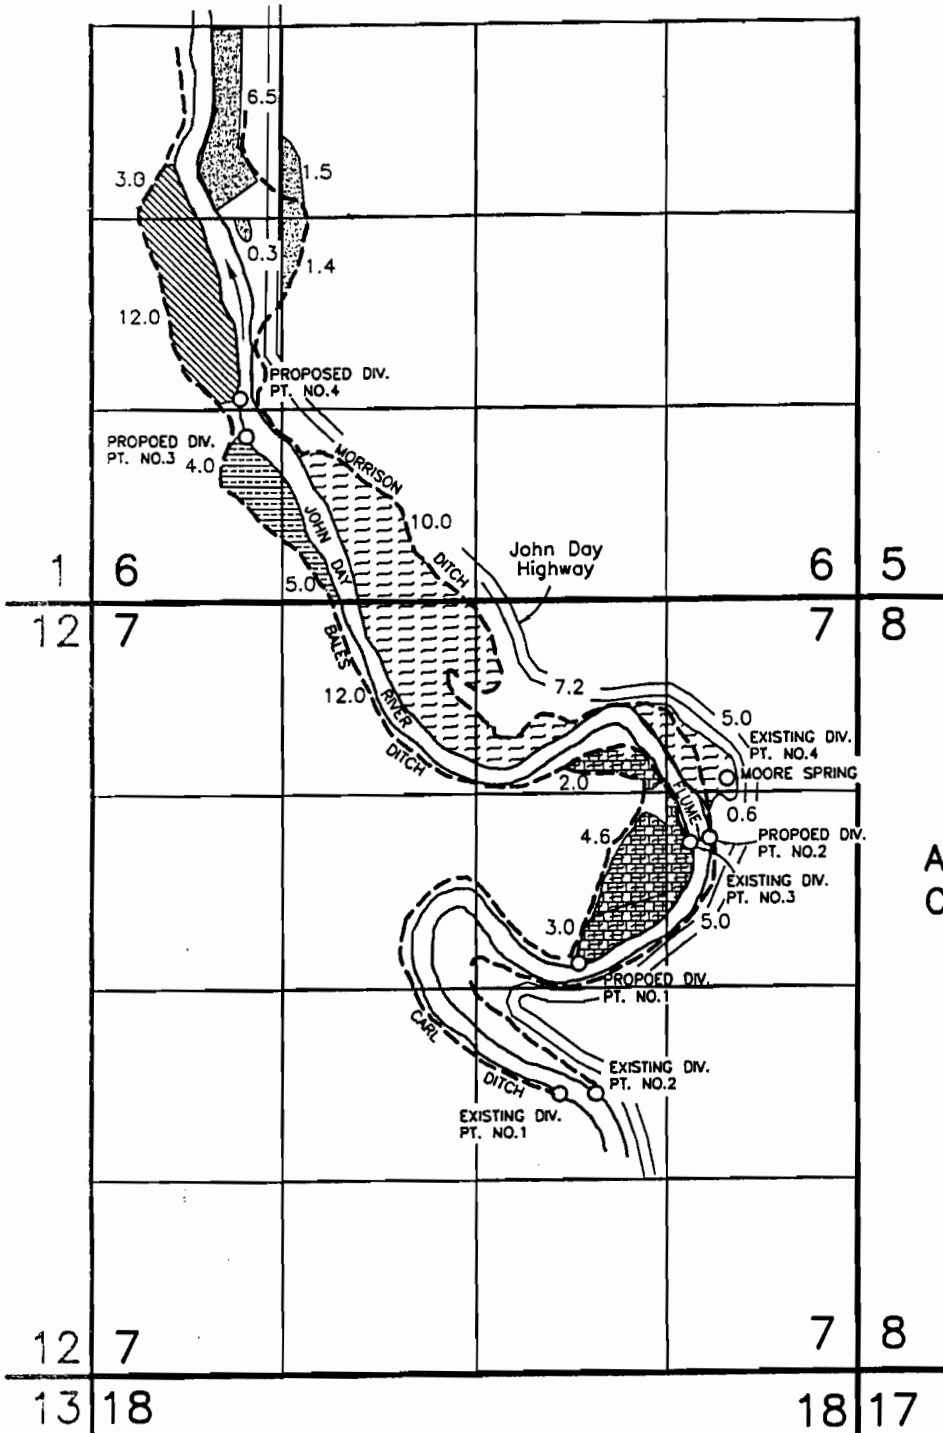 6.5
1.5
3.0
0.3
1.4
12.0
PROPOSED DIV.
PT. NO.4
PROPOED DIV.
PT. NO.3
4.0
MORRISON
10.0
JOHN
DAY
DITCH
John Day
Highway
1 6
6 5
5.0
12 7
7 8
BALES
12.0
RIVER
DITCH
7.2
5.0
EXISTING DIV.
PT. NO.4
MOORE SPRING
2.0
FLUME
0.6
4.6
PROPOED DIV.
PT. NO.2
EXISTING DIV.
PT. NO.3
3.0
5.0
PROPOED DIV.
PT. NO.1
CARL
DITCH
EXISTING DIV.
PT. NO.2
EXISTING DIV.
PT. NO.1
12 7
7 8
13 18
18 17